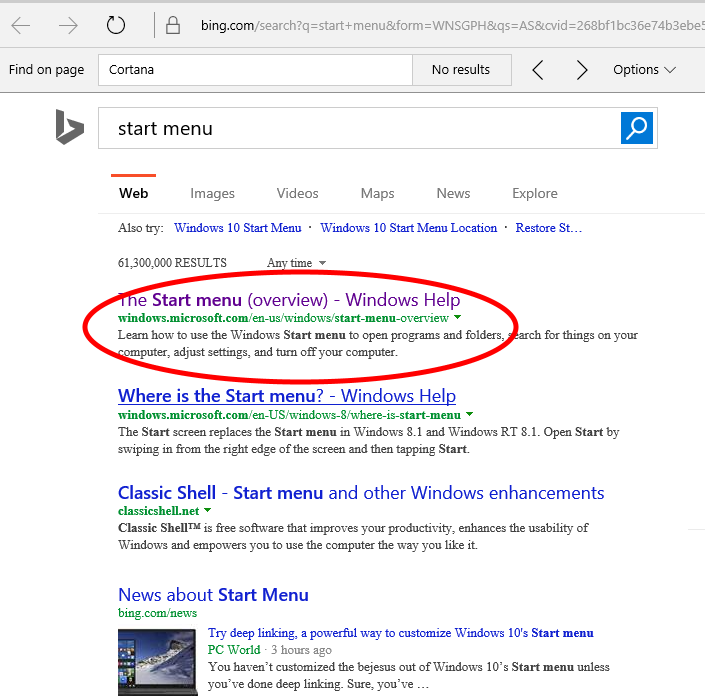 bing.com/search?q=start+menu&form=WNSGPH&qs=AS&cvid=268bf1bc36e74b3ebe5
Find on page Cortana No results Options
start menu
Web Images Videos Maps News Explore
Also try: Windows 10 Start Menu · Windows 10 Start Menu Location · Restore St…
61,300,000 RESULTS Any time
The Start menu (overview) - Windows Help
windows.microsoft.com/en-us/windows/start-menu-overview
Learn how to use the Windows Start menu to open programs and folders, search for things on your
computer, adjust settings, and turn off your computer.
Where is the Start menu? - Windows Help
windows.microsoft.com/en-US/windows-8/where-is-start-menu
The Start screen replaces the Start menu in Windows 8.1 and Windows RT 8.1. Open Start by
swiping in from the right edge of the screen and then tapping Start.
Classic Shell - Start menu and other Windows enhancements
classicshell.net
Classic Shell™ is free software that improves your productivity, enhances the usability of
Windows and empowers you to use the computer the way you like it.
News about Start Menu
bing.com/news
Try deep linking, a powerful way to customize Windows 10's Start menu
PC World · 3 hours ago
You haven’t customized the bejesus out of Windows 10’s Start menu unless
you’ve done deep linking. Sure, you’ve …